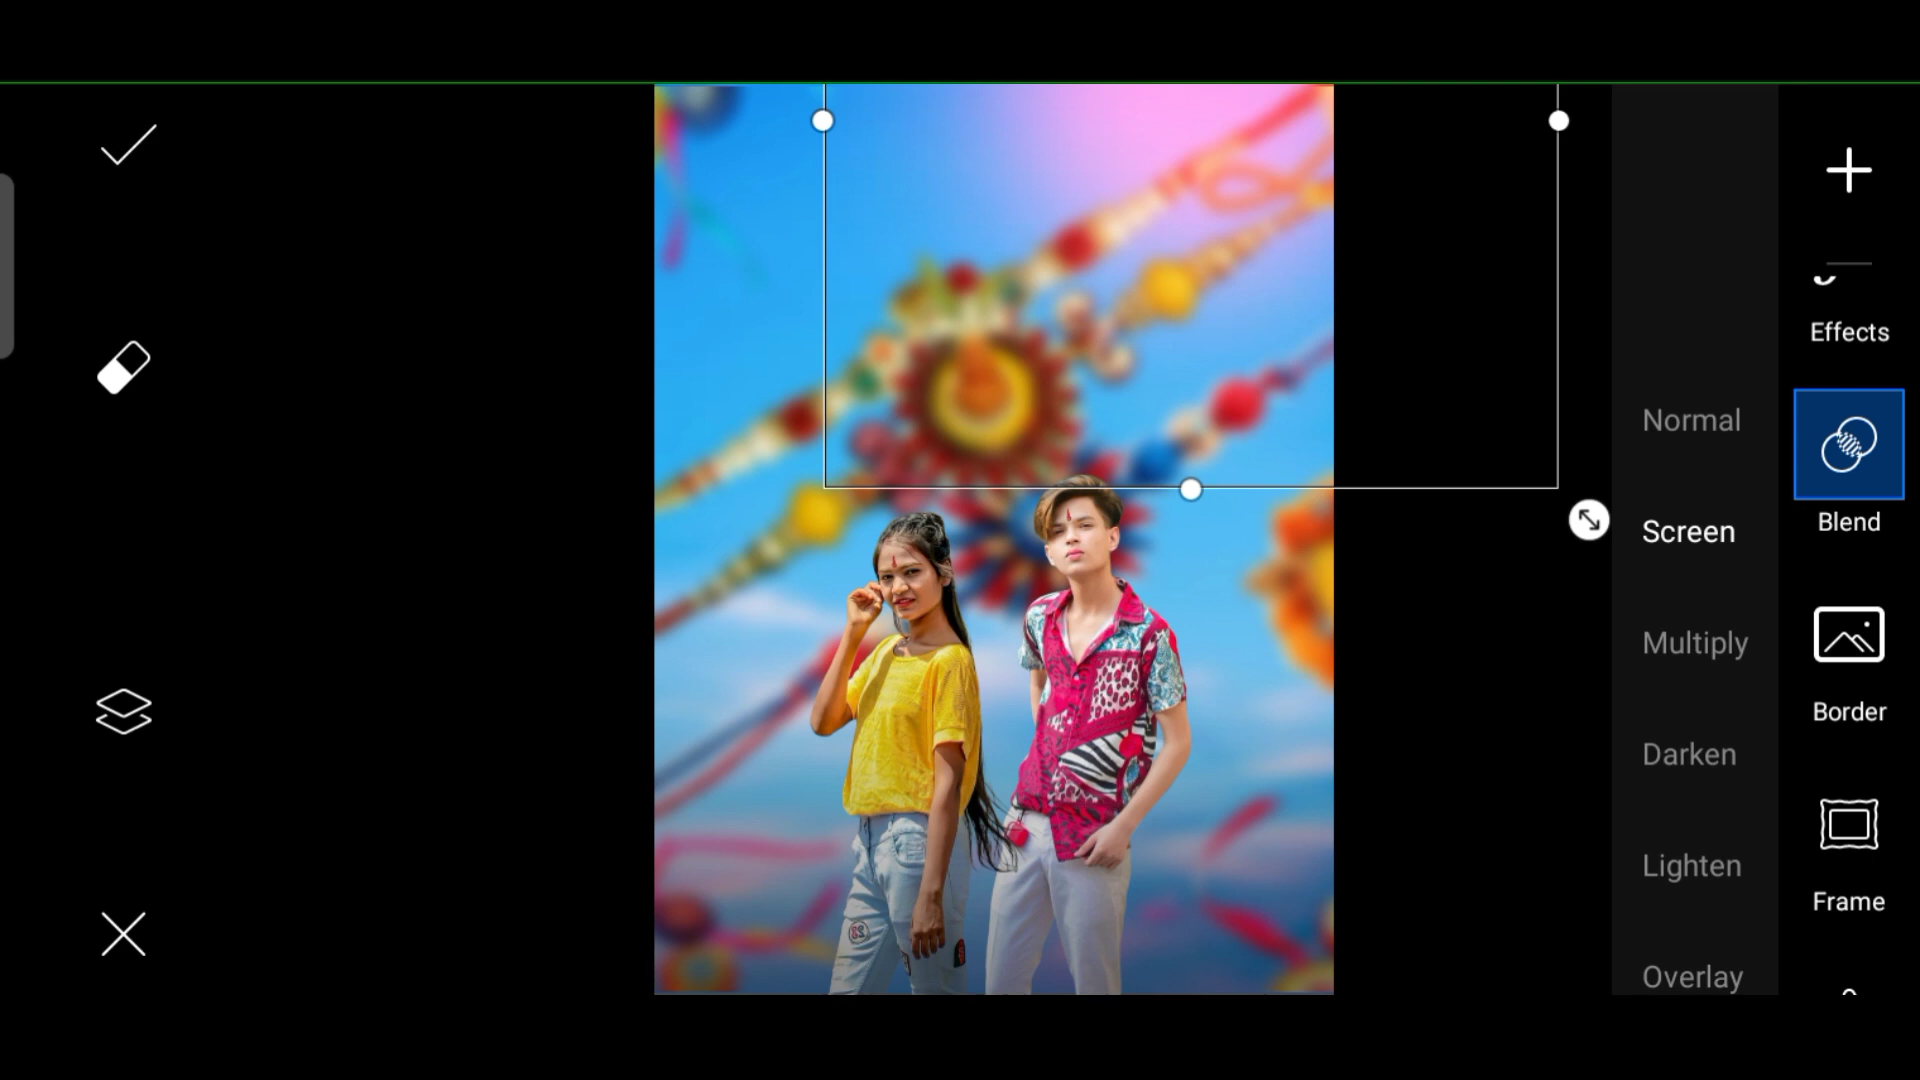 Effects
Normal
Blend
Screen
Multiply
Border
Darken
Lighten
Frame
Overlay